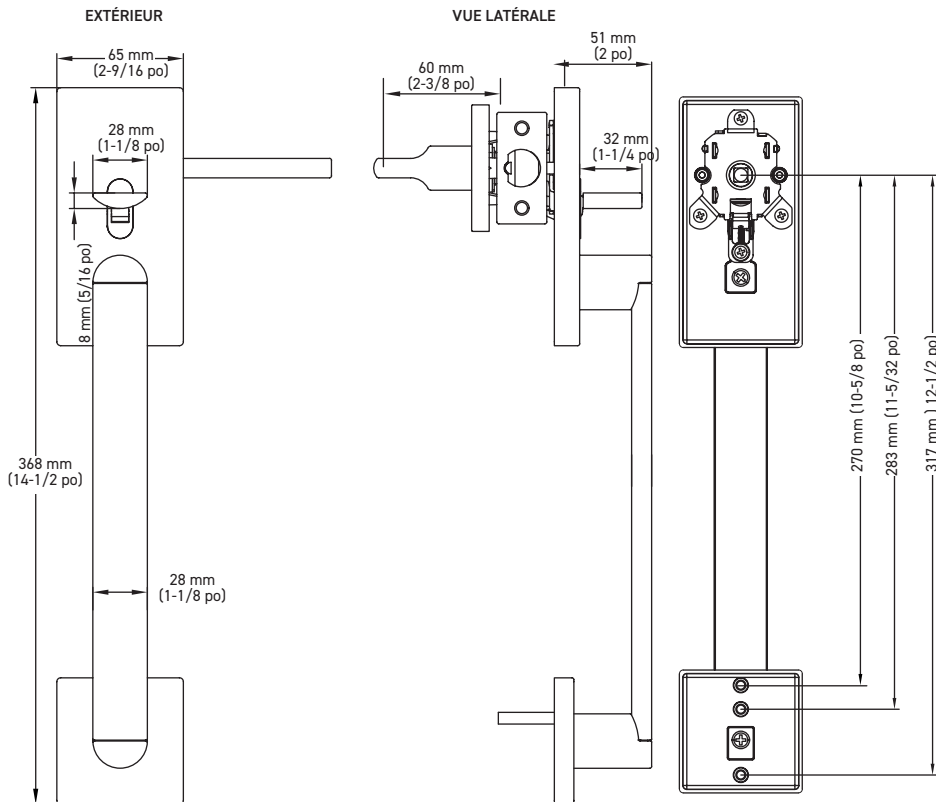 EXTÉRIEUR
VUE LATÉRALE
65 mm
(2-9/16 po)
28 mm
(1-1/8 po)
8 mm (5/16 po)
368 mm
(14-1/2 po)
28 mm
(1-1/8 po)
60 mm
(2-3/8 po)
51 mm
(2 po)
32 mm
(1-1/4 po)
270 mm (10-5/8 po)
283 mm (11-5/32 po)
317 mm ) 12-1/2 po)